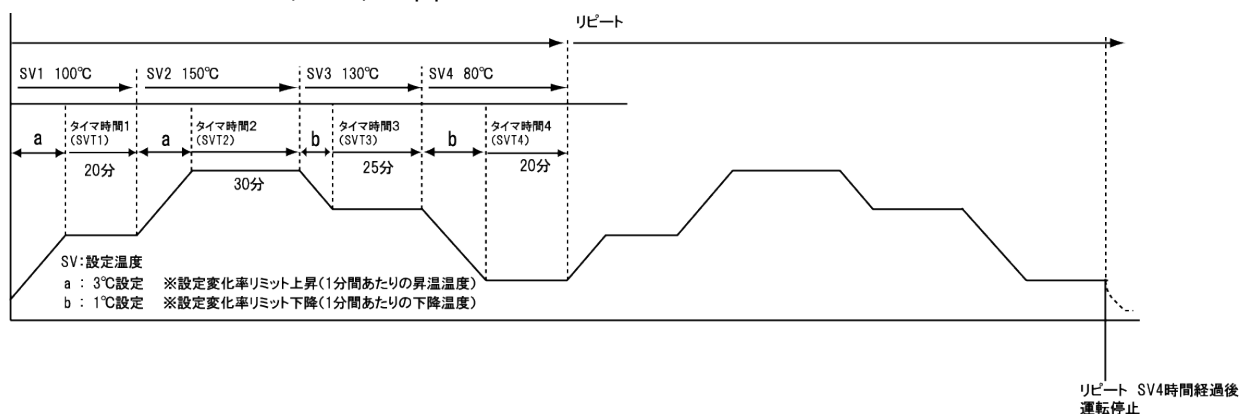 リピート
SV1 100℃
SV2 150℃
SV3 130℃
SV4 80℃
a
タイマ時間1
(SVT1)
20分
a
タイマ時間2
(SVT2)
30分
b
タイマ時間3
(SVT3)
25分
b
タイマ時間4
(SVT4)
20分
SV:設定温度
a : 3℃設定 ※設定変化率リミット上昇(1分間あたりの昇温温度)
b : 1℃設定 ※設定変化率リミット下降(1分間あたりの下降温度)
リピート SV4時間経過後
運転停止